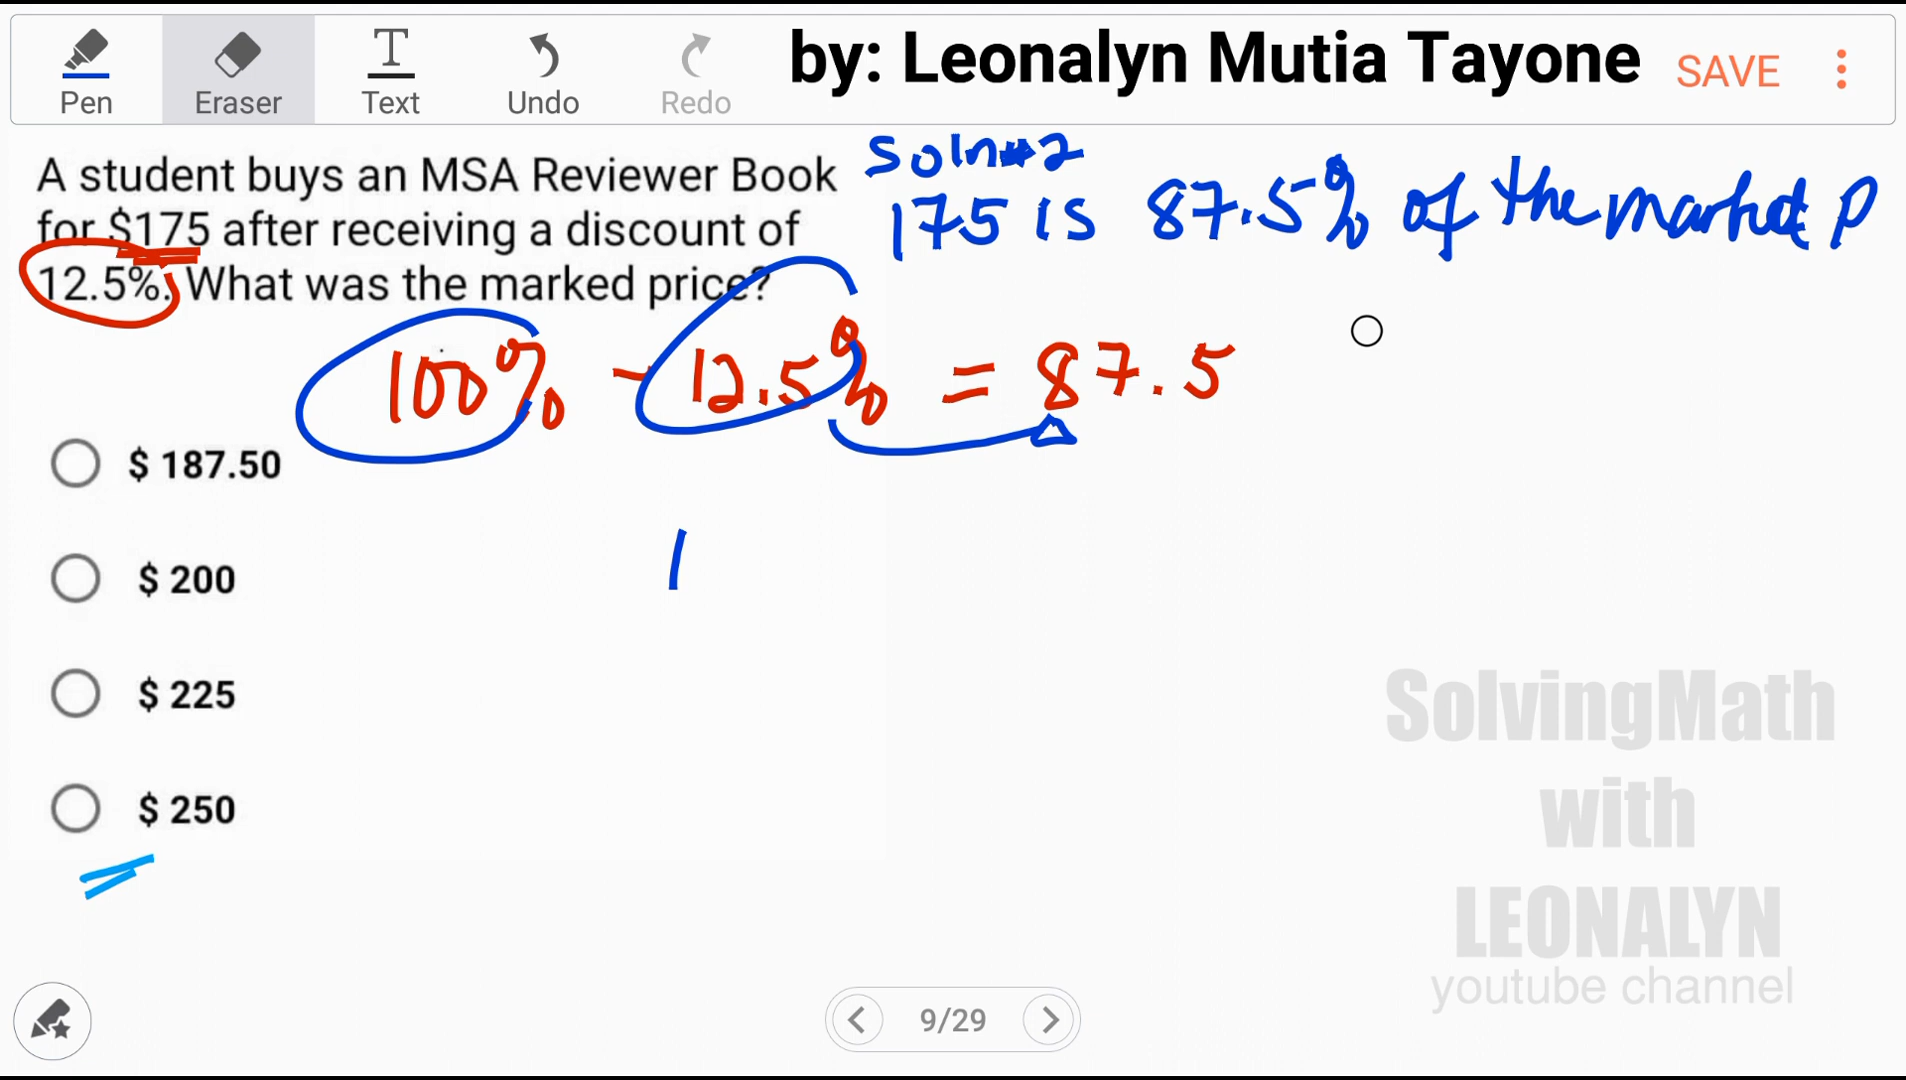 Pen
Eraser
Text
Undo
Redo
by: Leonalyn Mutia Tayone
SAVE
A student buys an MSA Reviewer Book
for $175 after receiving a discount of
12.5%. What was the marked price?
soln#2
175 is 87.5% of the market p
100% - 12.5% = 87.5
$ 187.50
$ 200
$ 225
$ 250
SolvingMath
with
LEONALYN
youtube channel
9/29